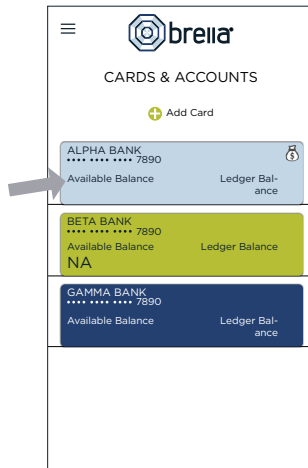 brella
CARDS & ACCOUNTS
Add Card
ALPHA BANK
•••• •••• •••• 7890
Available Balance Ledger Bal-
ance
BETA BANK
•••• •••• •••• 7890
Available Balance Ledger Balance
NA
GAMMA BANK
•••• •••• •••• 7890
Available Balance Ledger Bal-
ance